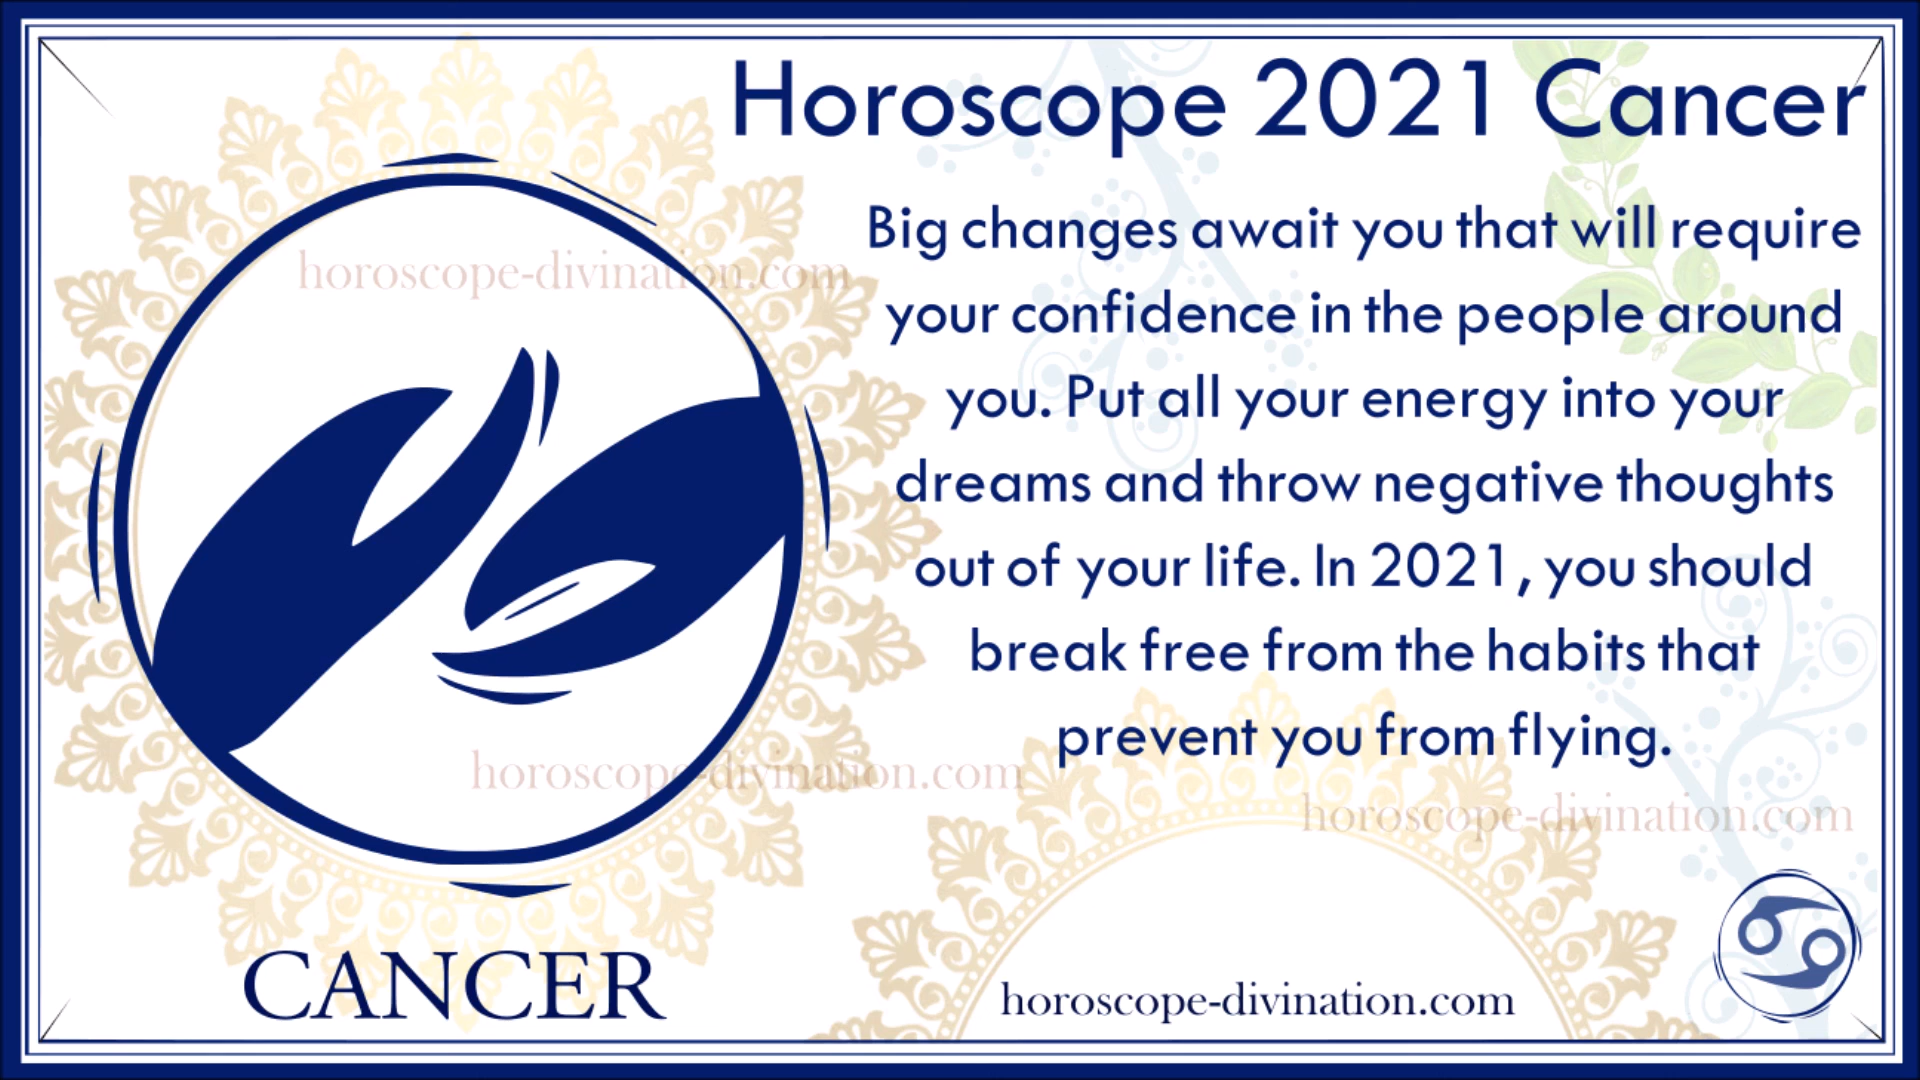 Horoscope 2021 Cancer
horoscope-divination.com
Big changes await you that will require
your confidence in the people around
you. Put all your energy into your
dreams and throw negative thoughts
out of your life. In 2021, you should
break free from the habits that
prevent you from flying.
horoscope-divination.com
horoscope-divination.com
CANCER
horoscope-divination.com